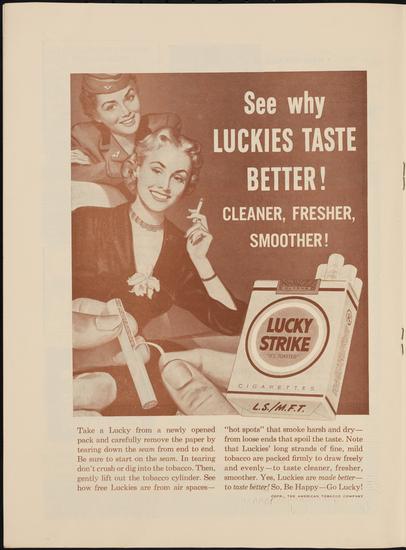 See why
LUCKIES TASTE
BETTER!
CLEANER, FRESHER,
SMOOTHER!
LUCKY
STRIKE
"IT'S TOASTED"
CIGARETTES
L.S./M.F.T.
Take a Lucky from a newly opened
pack and carefully remove the paper by
tearing down the seam from end to end.
Be sure to start on the seam. In tearing
don't crush or dig into the tobacco. Then,
gently lift out the tobacco cylinder. See
how free Luckies are from air spaces—
"hot spots" that smoke harsh and dry—
from loose ends that spoil the taste. Note
that Luckies' long strands of fine, mild
tobacco are packed firmly to draw freely
and evenly—to taste cleaner, fresher,
smoother. Yes, Luckies are made better—
to taste better! So, Be Happy—Go Lucky!
COPR., THE AMERICAN TOBACCO COMPANY